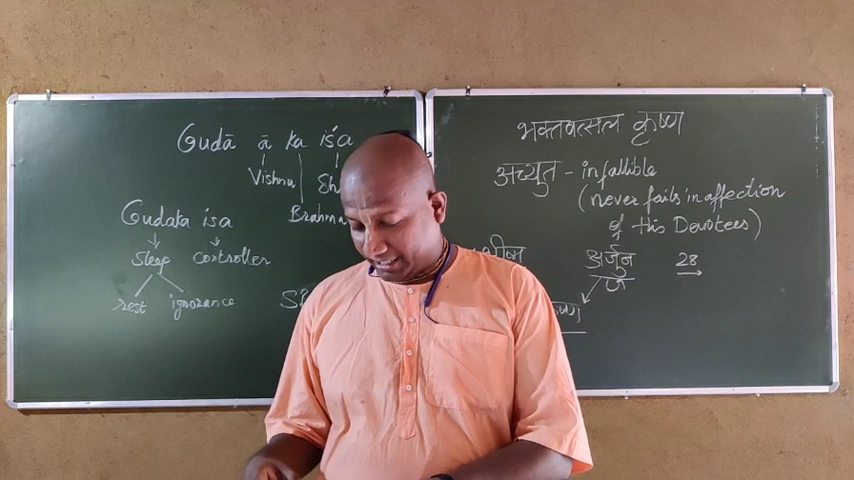 Gudā ā ka iśa
Vishnu Sh
Brahma
Gudaka isa
sleep controller
rest ignorance
भक्तवत्सल कृष्ण
अच्युत - infallible
(never fails in affection
of His Devotees)
अर्जुन 28